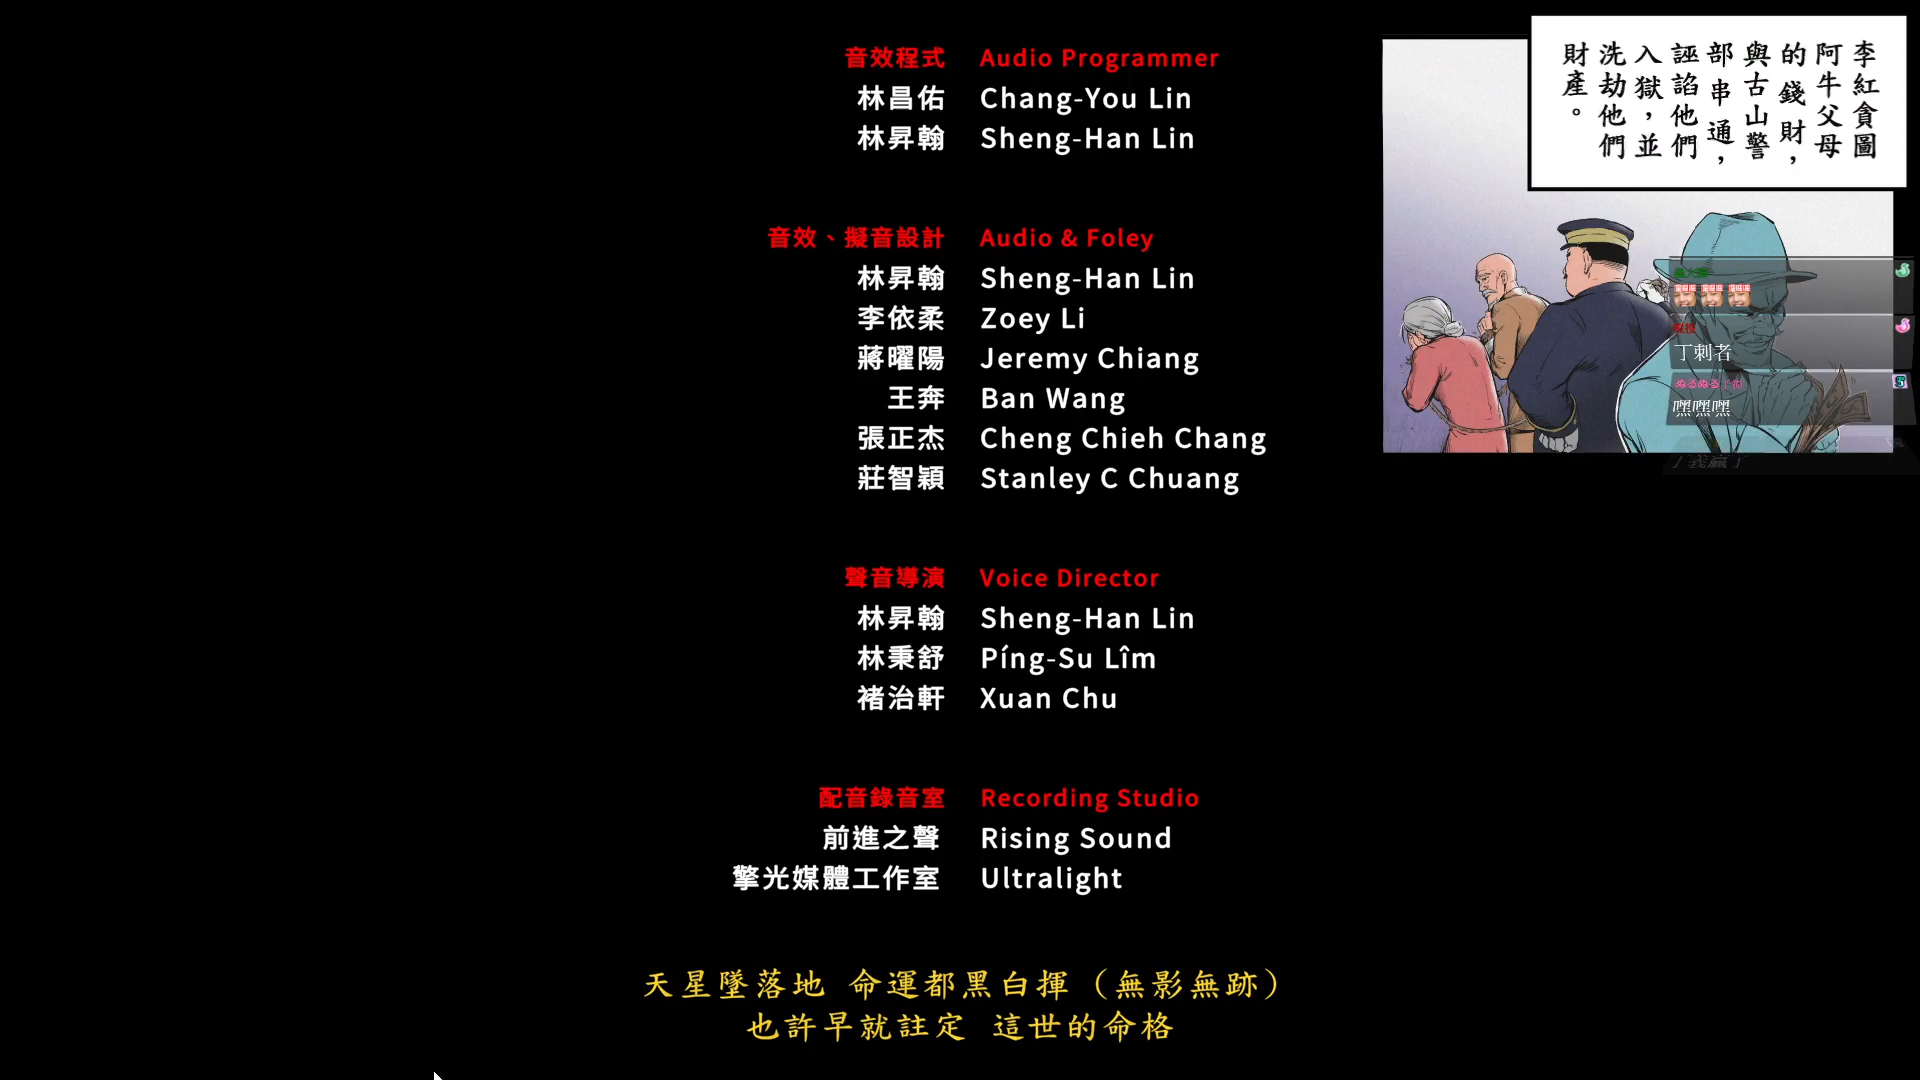 音效程式 Audio Programmer
林昌佑 Chang-You Lin
林昇翰 Sheng-Han Lin
音效、擬音設計 Audio & Foley
林昇翰 Sheng-Han Lin
李依柔 Zoey Li
蔣曜陽 Jeremy Chiang
王奔 Ban Wang
張正杰 Cheng Chieh Chang
莊智穎 Stanley C Chuang
聲音導演 Voice Director
林昇翰 Sheng-Han Lin
林秉舒 Píng-Su Lîm
褚治軒 Xuan Chu
配音錄音室 Recording Studio
前進之聲 Rising Sound
擎光媒體工作室 Ultralight
天星墜落地 命運都黑白揮（無影無跡）
也許早就註定 這世的命格
李紅貪圖
阿牛父母
的錢財，
與古山警
部串通，
誣諂他們
入獄，並
洗劫他們
財產。
丁刺者
嘿嘿嘿